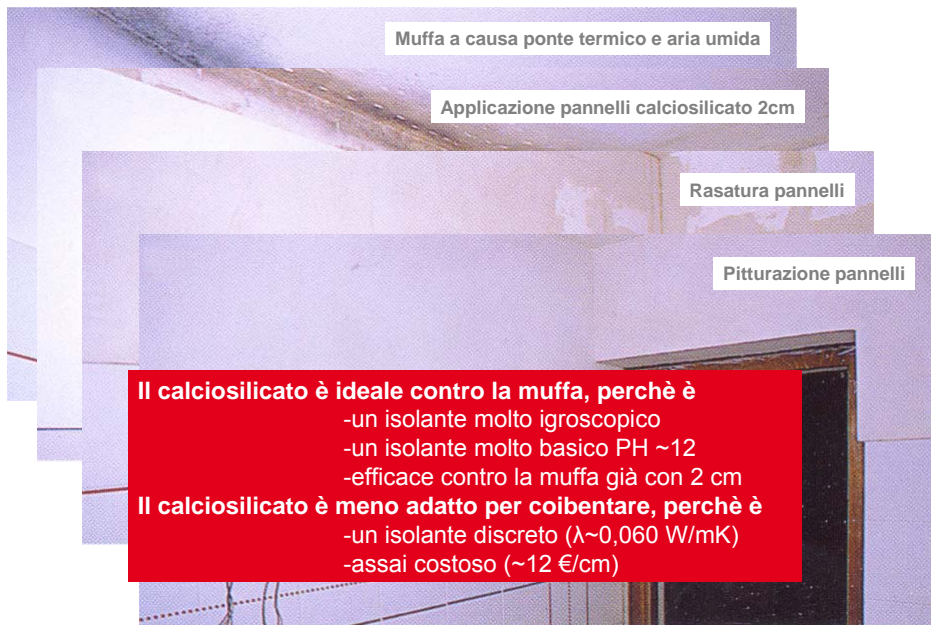 Muffa a causa ponte termico e aria umida
Applicazione pannelli calciosilicato 2cm
Rasatura pannelli
Pitturazione pannelli
Il calciosilicato è ideale contro la muffa, perchè è
-un isolante molto igroscopico
-un isolante molto basico PH ~12
-efficace contro la muffa già con 2 cm
Il calciosilicato è meno adatto per coibentare, perchè è
-un isolante discreto (λ~0,060 W/mK)
-assai costoso (~12 €/cm)